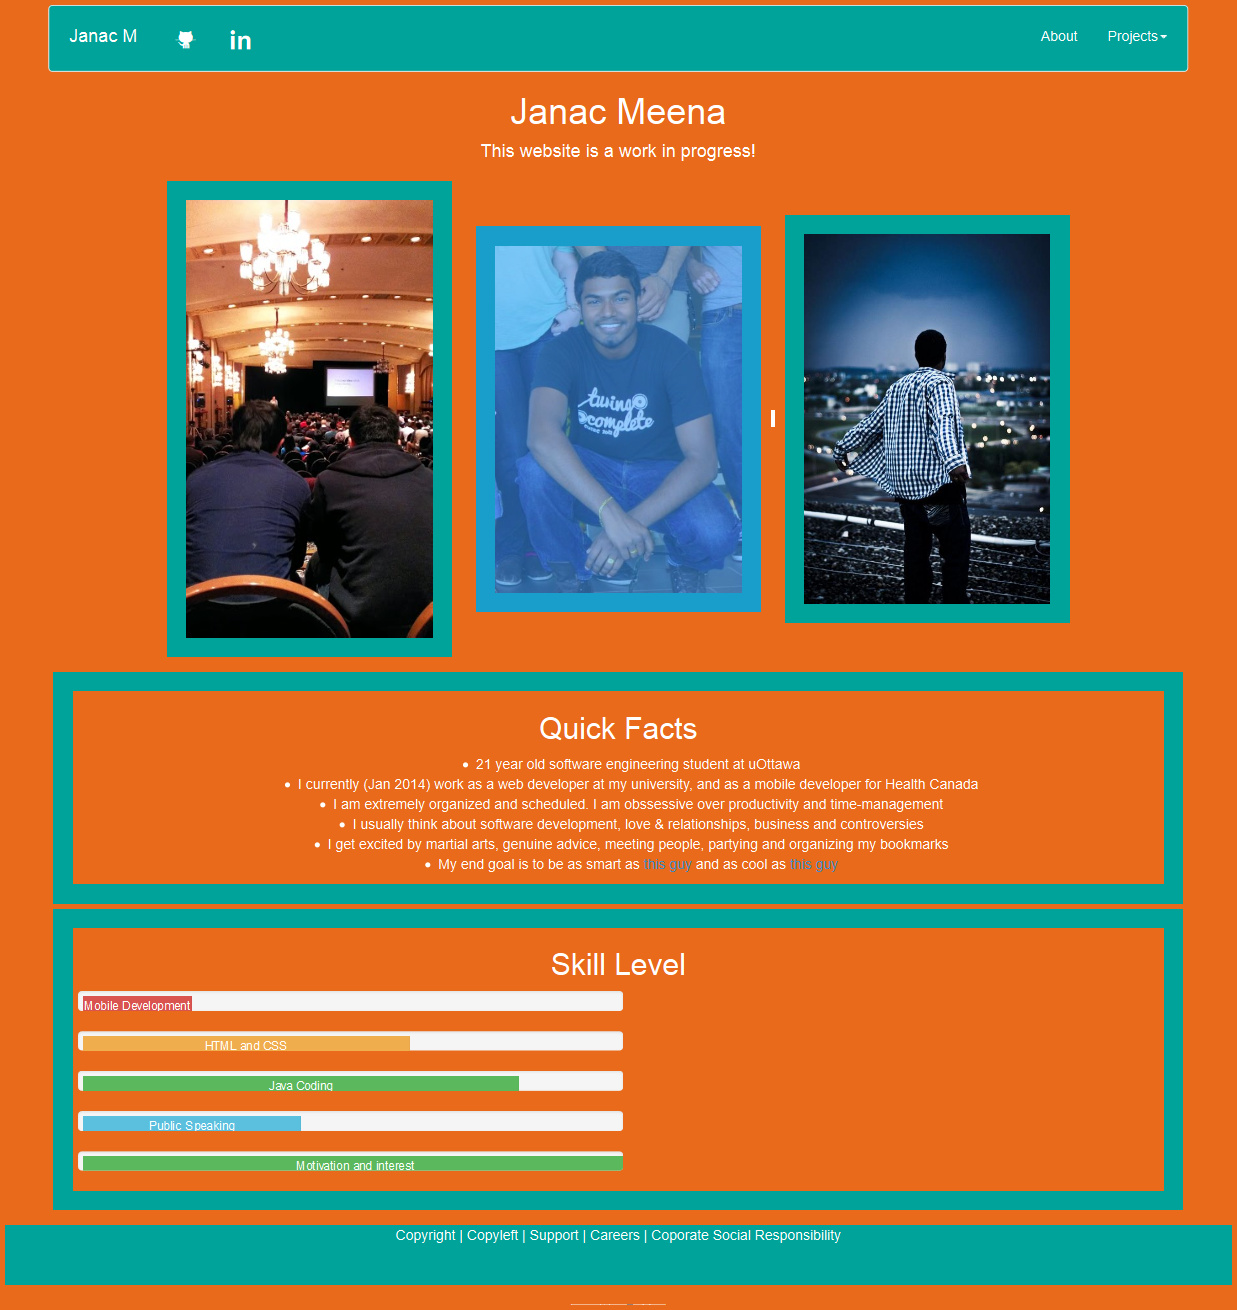 Janac M in About Projects
Janac Meena
This website is a work in progress!
turing
complete
Quick Facts
• 21 year old software engineering student at uOttawa
• I currently (Jan 2014) work as a web developer at my university, and as a mobile developer for Health Canada
• I am extremely organized and scheduled. I am obssessive over productivity and time-management
• I usually think about software development, love & relationships, business and controversies
• I get excited by martial arts, genuine advice, meeting people, partying and organizing my bookmarks
• My end goal is to be as smart as this guy and as cool as this guy
Skill Level
Mobile Development
HTML and CSS
Java Coding
Public Speaking
Motivation and interest
Copyright | Copyleft | Support | Careers | Coporate Social Responsibility